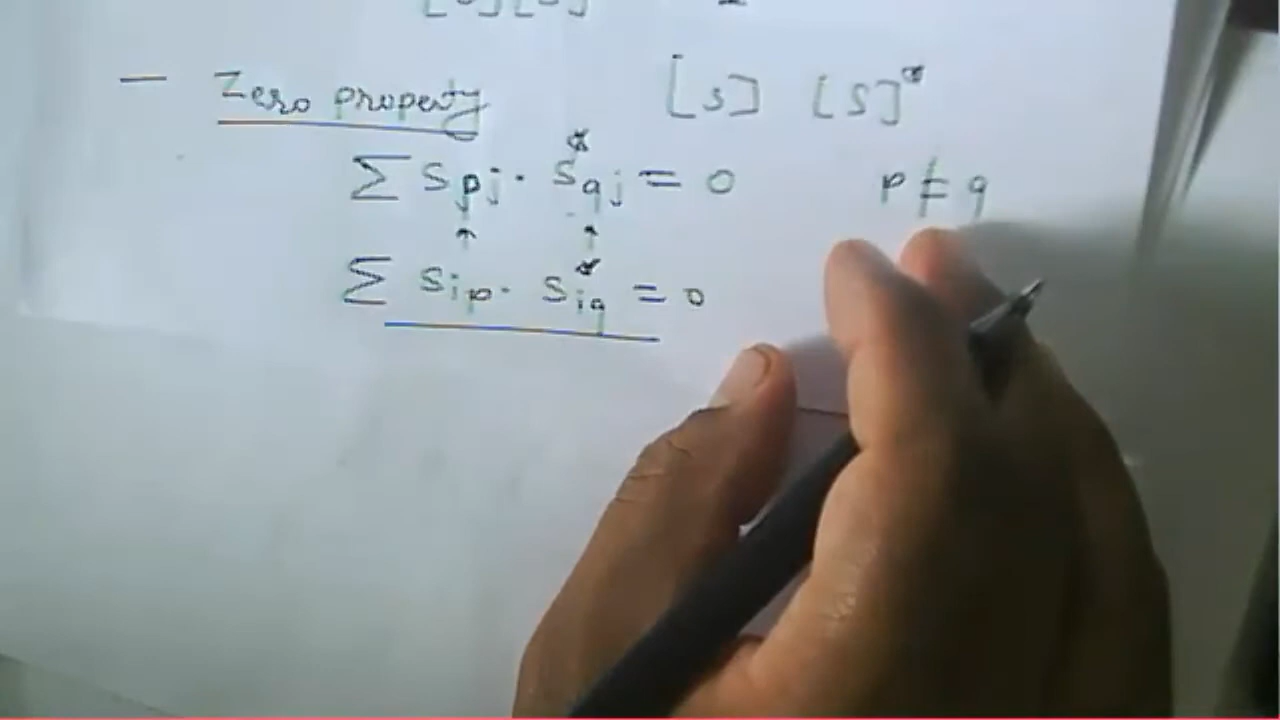 — Zero property [s] [s]*
∑ Spj · S*qj = 0 p ≠ q
∑ Sip · S*iq = 0